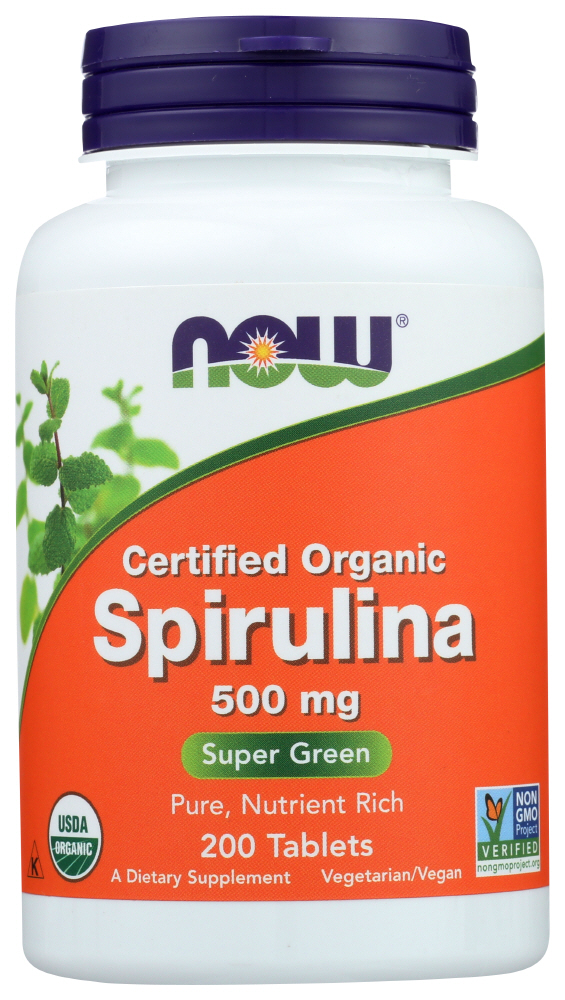 NOW®
Certified Organic
Spirulina
500 mg
Super Green
Pure, Nutrient Rich
200 Tablets
A Dietary Supplement Vegetarian/Vegan
USDA
ORGANIC
K
NON
GMO
Project
VERIFIED
nongmoproject.org